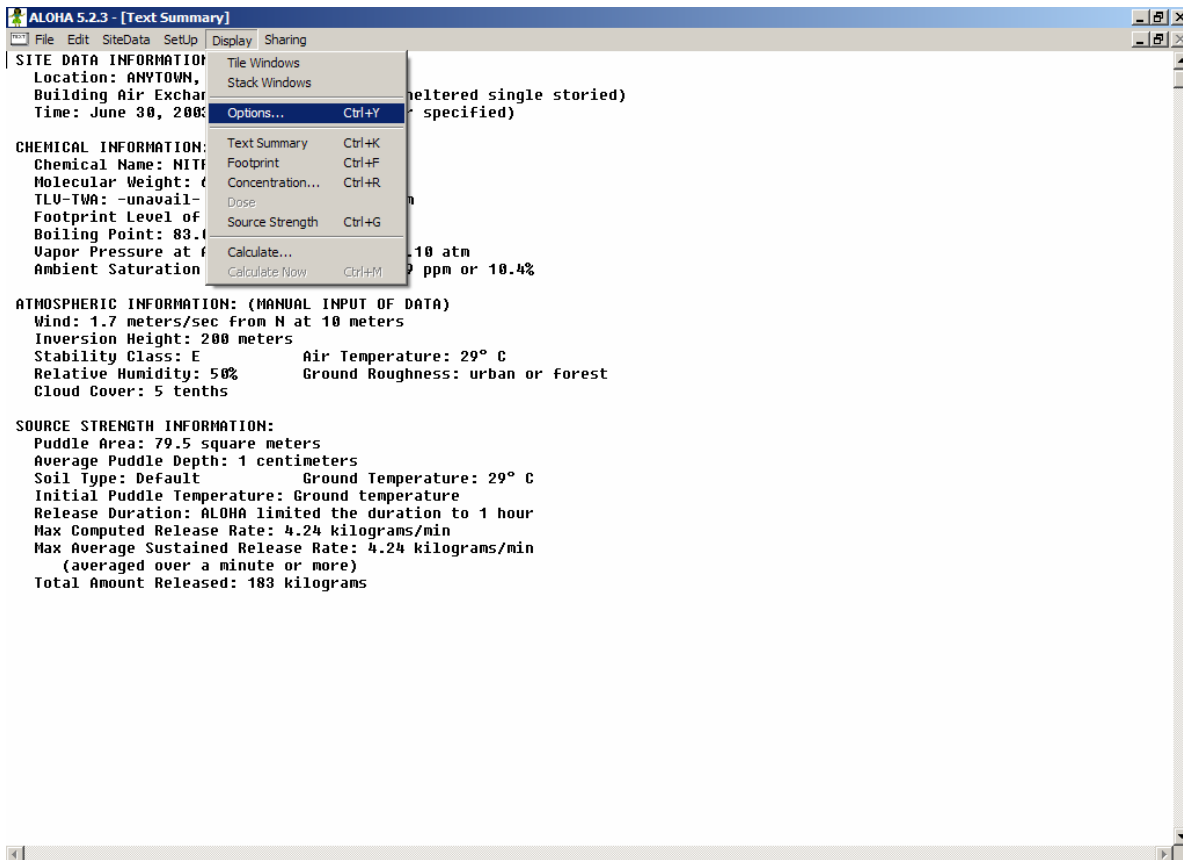 ALOHA 5.2.3 - [Text Summary]
File Edit SiteData SetUp Display Sharing
Tile Windows
Stack Windows
Options... Ctrl+Y
Text Summary Ctrl+K
Footprint Ctrl+F
Concentration... Ctrl+R
Dose
Source Strength Ctrl+G
Calculate...
Calculate Now Ctrl+M
SITE DATA INFORMATION
Location: ANYTOWN,
Building Air sheltered single storied)
Time: June 30, specified)
CHEMICAL INFORMATION:
Chemical Name:
Molecular Weight:
TLV-TWA: -unavail-
Footprint Level of
Boiling Point:
Vapor Pressure at .10 atm
Ambient Saturation ppm or 10.4%
ATMOSPHERIC INFORMATION: (MANUAL INPUT OF DATA)
Wind: 1.7 meters/sec from N at 10 meters
Inversion Height: 200 meters
Stability Class: E Air Temperature: 29° C
Relative Humidity: 50% Ground Roughness: urban or forest
Cloud Cover: 5 tenths
SOURCE STRENGTH INFORMATION:
Puddle Area: 79.5 square meters
Average Puddle Depth: 1 centimeters
Soil Type: Default Ground Temperature: 29° C
Initial Puddle Temperature: Ground temperature
Release Duration: ALOHA limited the duration to 1 hour
Max Computed Release Rate: 4.24 kilograms/min
Max Average Sustained Release Rate: 4.24 kilograms/min
(averaged over a minute or more)
Total Amount Released: 183 kilograms